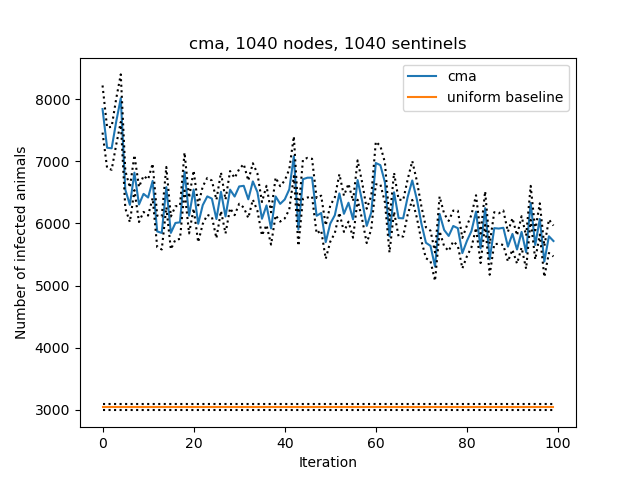 cma, 1040 nodes, 1040 sentinels
cma
uniform baseline
Number of infected animals
8000
7000
6000
5000
4000
3000
0 20 40 60 80 100
Iteration